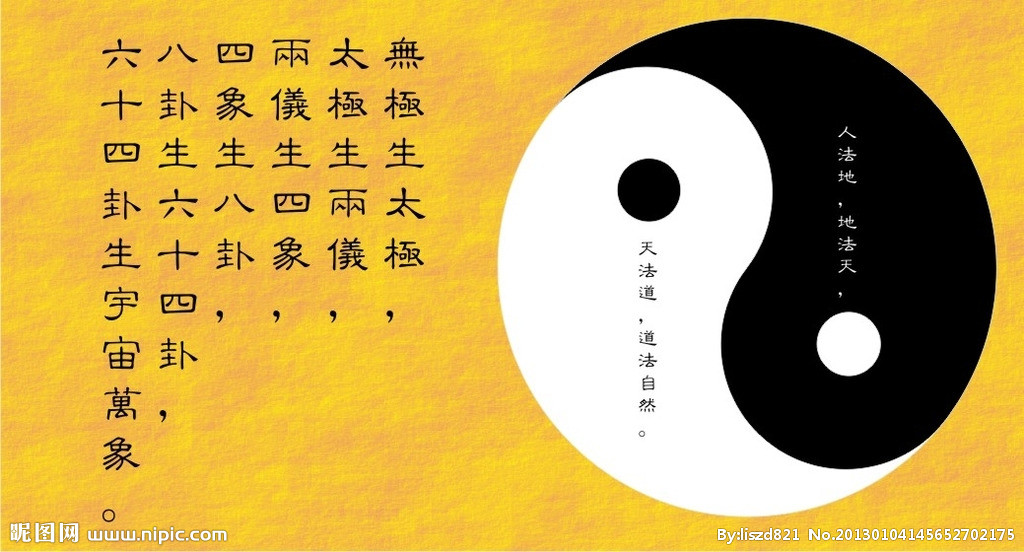 無極生太極，
太極生兩儀，
兩儀生四象，
四象生八卦，
八卦生六十四卦，
六十四卦生宇宙萬象。
人法地，地法天，
天法道，道法自然。
昵图网 www.nipic.com
By:liszd821 No.20130104145652702175